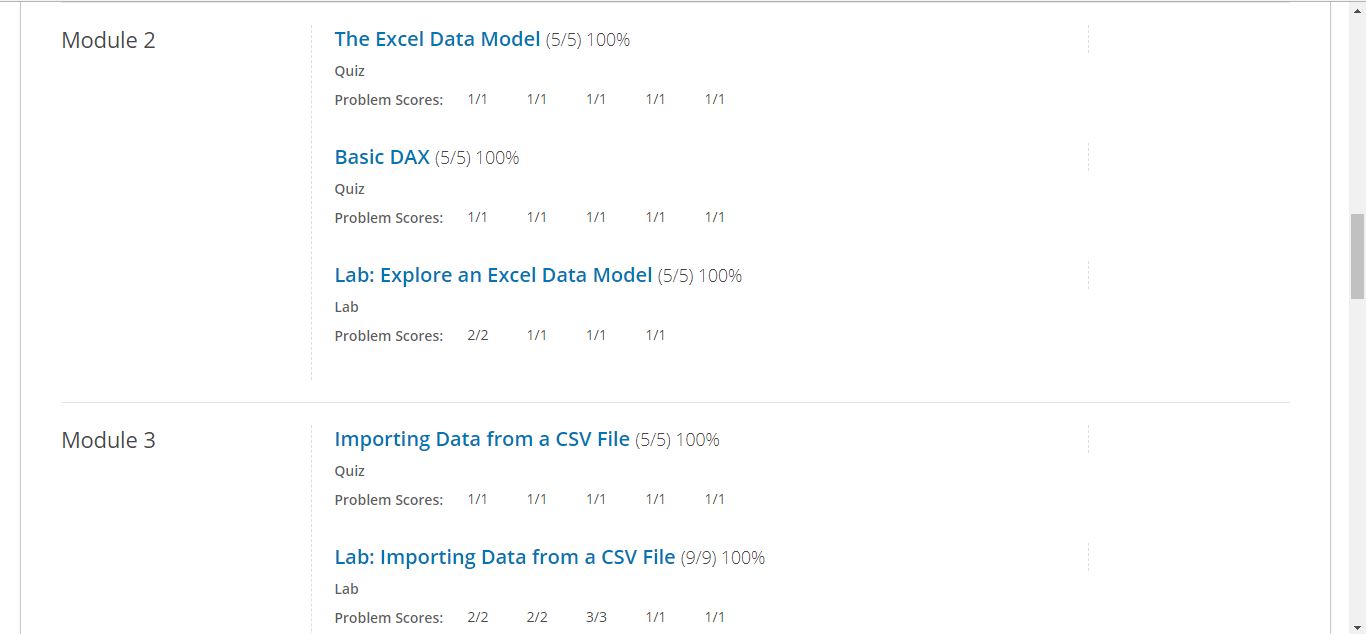 Module 2
The Excel Data Model (5/5) 100%
Quiz
Problem Scores: 1/1 1/1 1/1 1/1 1/1
Basic DAX (5/5) 100%
Quiz
Problem Scores: 1/1 1/1 1/1 1/1 1/1
Lab: Explore an Excel Data Model (5/5) 100%
Lab
Problem Scores: 2/2 1/1 1/1 1/1
Module 3
Importing Data from a CSV File (5/5) 100%
Quiz
Problem Scores: 1/1 1/1 1/1 1/1 1/1
Lab: Importing Data from a CSV File (9/9) 100%
Lab
Problem Scores: 2/2 2/2 3/3 1/1 1/1